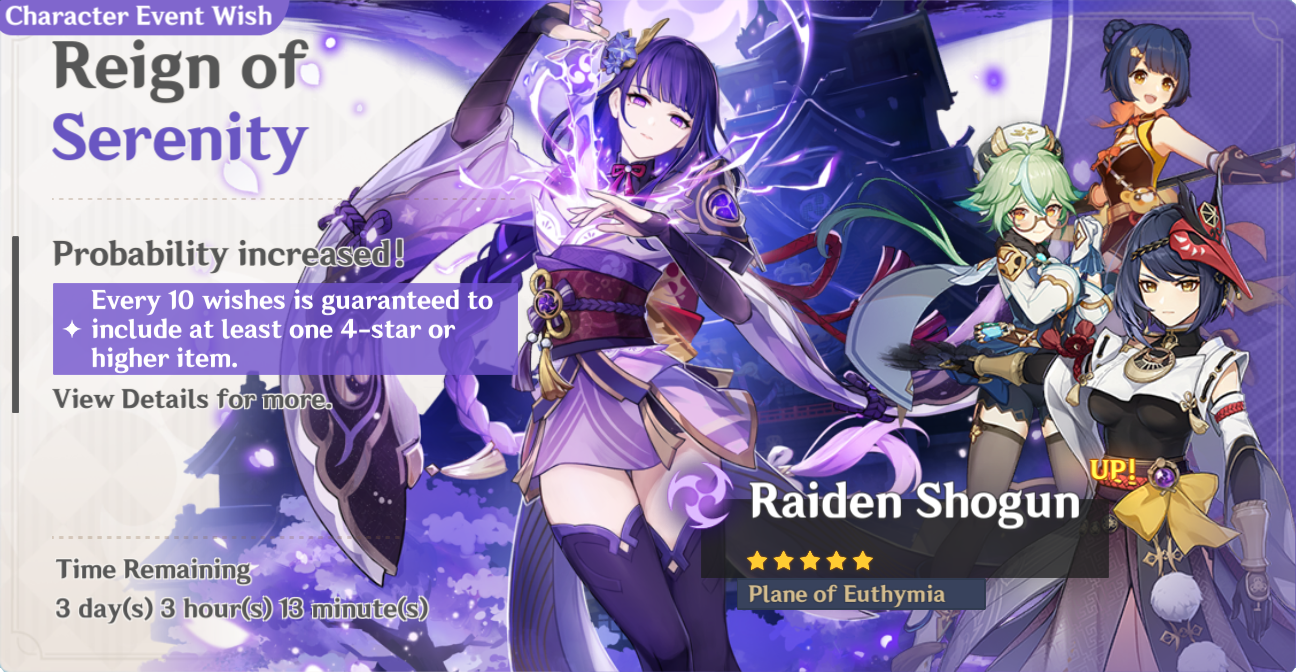 Character Event Wish
Reign of
Serenity
Probability increased!
Every 10 wishes is guaranteed to
include at least one 4-star or
higher item.
View Details for more.
Time Remaining
3 day(s) 3 hour(s) 13 minute(s)
UP!
Raiden Shogun
Plane of Euthymia